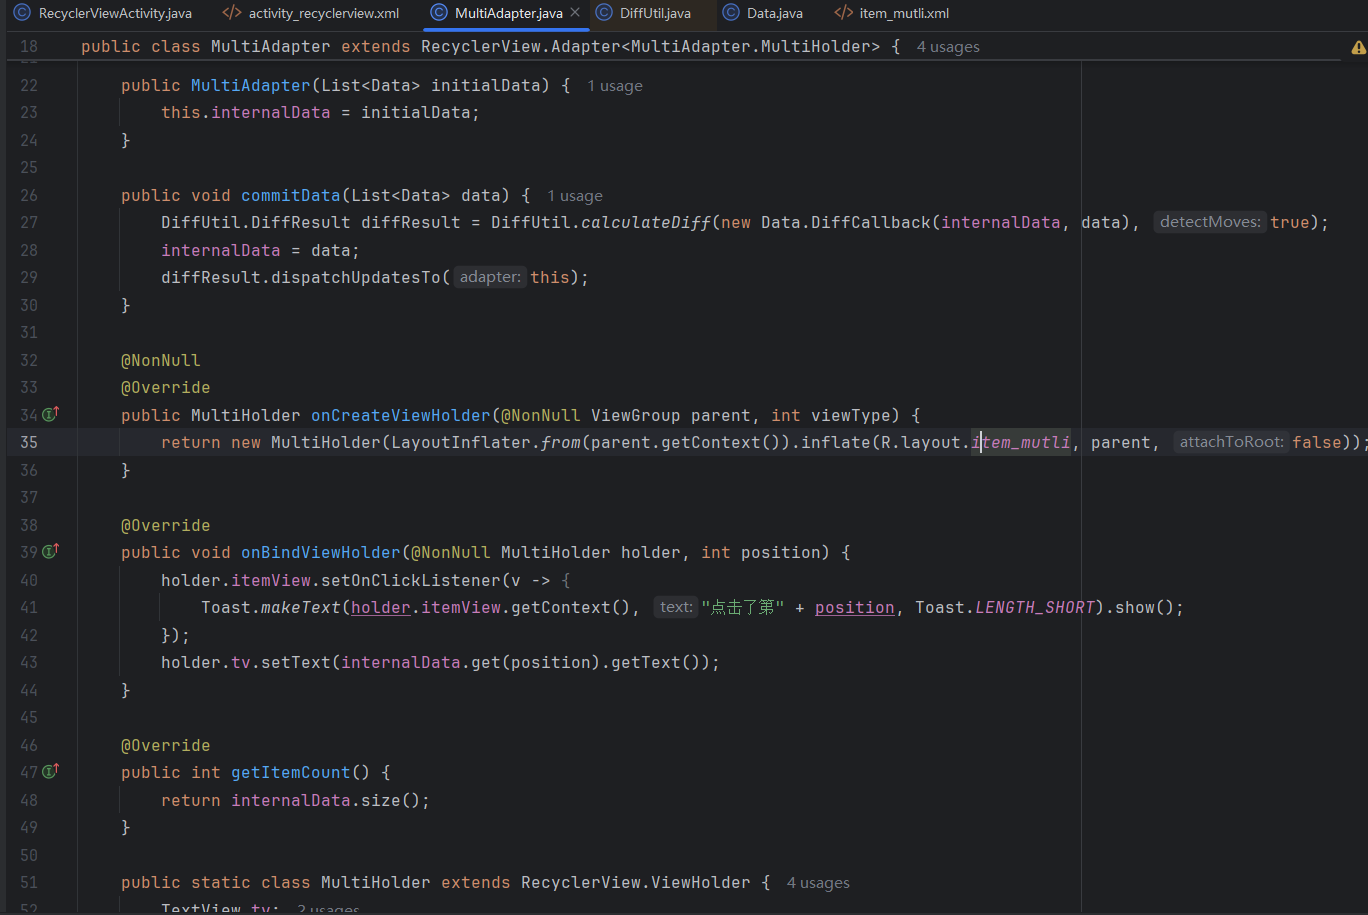 RecyclerViewActivity.java activity_recyclerview.xml MultiAdapter.java DiffUtil.java Data.java item_mutli.xml
18 public class MultiAdapter extends RecyclerView.Adapter<MultiAdapter.MultiHolder> { 4 usages
22 public MultiAdapter(List<Data> initialData) { 1 usage
23 this.internalData = initialData;
24 }
25
26 public void commitData(List<Data> data) { 1 usage
27 DiffUtil.DiffResult diffResult = DiffUtil.calculateDiff(new Data.DiffCallback(internalData, data), detectMoves: true);
28 internalData = data;
29 diffResult.dispatchUpdatesTo( adapter: this);
30 }
31
32 @NonNull
33 @Override
34 public MultiHolder onCreateViewHolder(@NonNull ViewGroup parent, int viewType) {
35 return new MultiHolder(LayoutInflater.from(parent.getContext()).inflate(R.layout.item_mutli, parent, attachToRoot: false));
36 }
37
38 @Override
39 public void onBindViewHolder(@NonNull MultiHolder holder, int position) {
40 holder.itemView.setOnClickListener(v -> {
41 Toast.makeText(holder.itemView.getContext(), text: "点击了第" + position, Toast.LENGTH_SHORT).show();
42 });
43 holder.tv.setText(internalData.get(position).getText());
44 }
45
46 @Override
47 public int getItemCount() {
48 return internalData.size();
49 }
50
51 public static class MultiHolder extends RecyclerView.ViewHolder { 4 usages
52 TextView tv; 2 usages